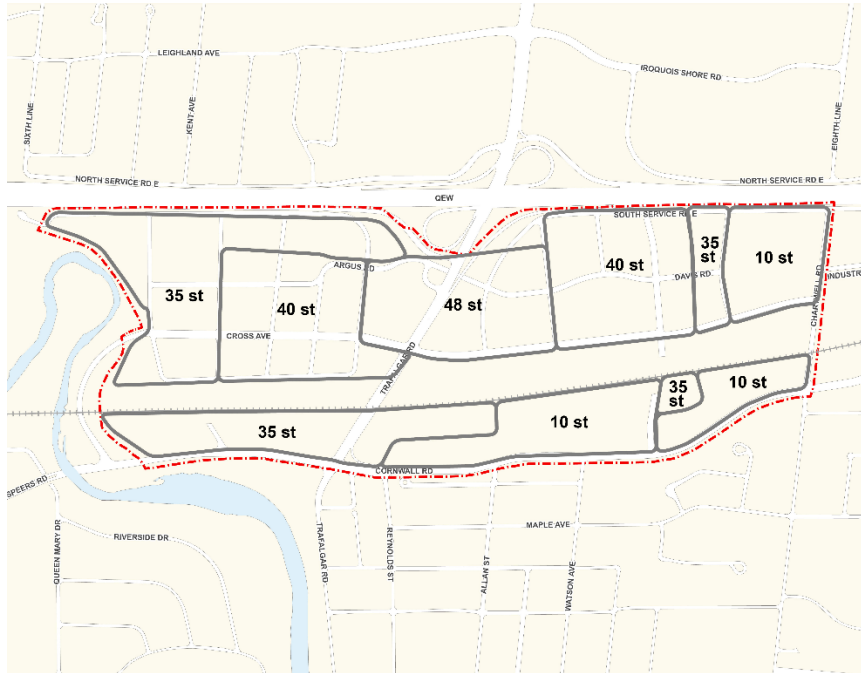 LEIGHLAND AVE
IROQUOIS SHORE RD
SIXTH LINE
KENT AVE
EIGHTH LINE
NORTH SERVICE RD E
NORTH SERVICE RD E
QEW
SOUTH SERVICE RD E
ARGUS RD
35
st
10 st
40 st
DAVIS RD
INDUSTR
35 st
40 st
48 st
CHARTWELL RD
CROSS AVE
TRAFALGAR RD
35
st
10 st
35 st
10 st
CORNWALL RD
SPEERS RD
MAPLE AVE
RIVERSIDE DR
QUEEN MARY DR
TRAFALGAR RD
REYNOLDS ST
ALLAN ST
WATSON AVE